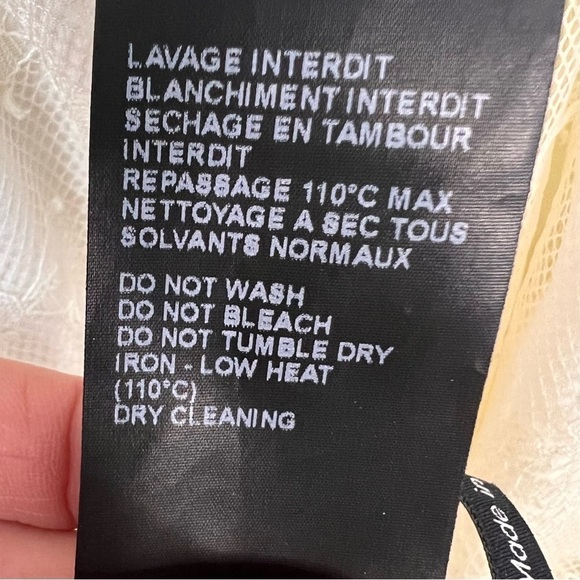 LAVAGE INTERDIT
BLANCHIMENT INTERDIT
SECHAGE EN TAMBOUR
INTERDIT
REPASSAGE 110°C MAX
NETTOYAGE A SEC TOUS
SOLVANTS NORMAUX
DO NOT WASH
DO NOT BLEACH
DO NOT TUMBLE DRY
IRON - LOW HEAT
(110°C)
DRY CLEANING
Made in